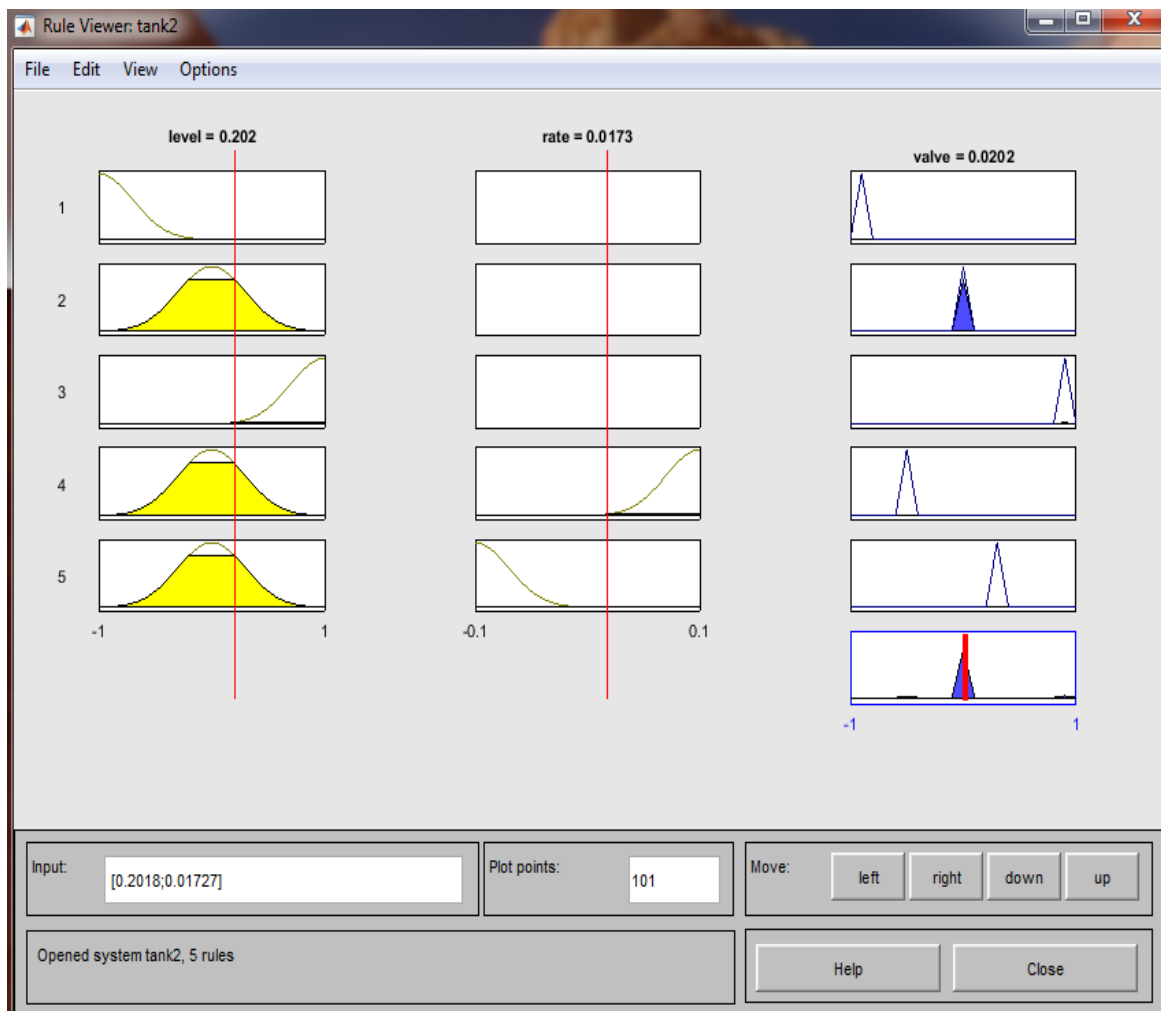 Rule Viewer: tank2
File Edit View Options
level = 0.202 rate = 0.0173 valve = 0.0202
1
2
3
4
5
-1 1 -0.1 0.1
-1 1
Input: [0.2018;0.01727] Plot points: 101 Move: left right down up
Opened system tank2, 5 rules Help Close